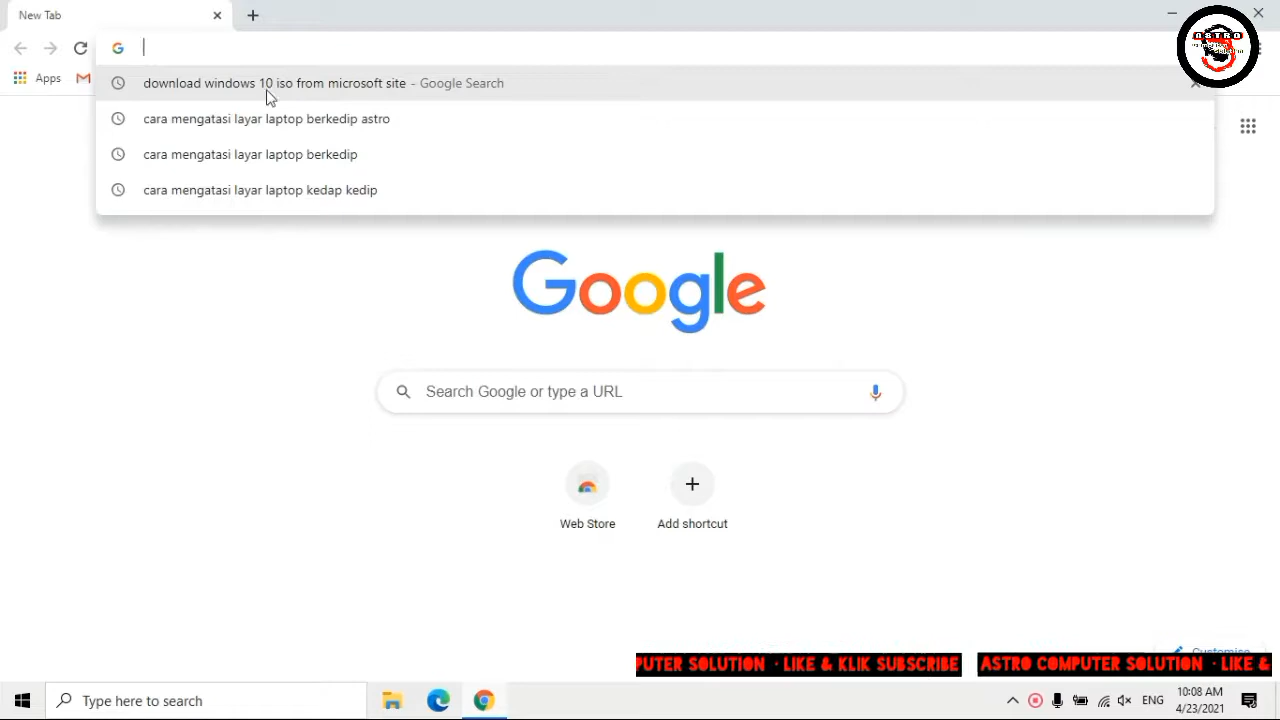 New Tab
Apps
download windows 10 iso from microsoft site - Google Search
cara mengatasi layar laptop berkedip astro
cara mengatasi layar laptop berkedip
cara mengatasi layar laptop kedap kedip
ASTRO
Google
Search Google or type a URL
Web Store
Add shortcut
Customise
PUTER SOLUTION · LIKE & KLIK SUBSCRIBE
ASTRO COMPUTER SOLUTION · LIKE &
Type here to search
ENG
10:08 AM
4/23/2021